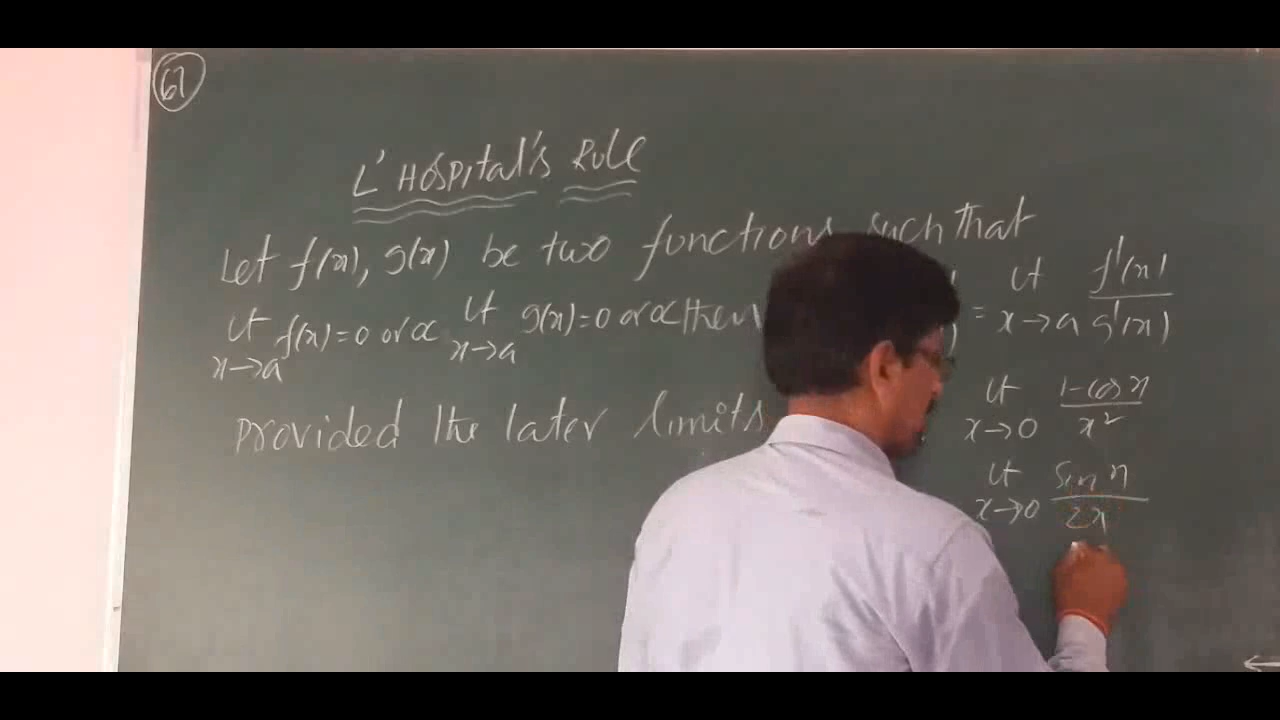 67
L'Hospital's Rule
Let f(x), g(x) be two functions such that
lt x→a f(x)=0 or ∝ lt x→a g(x)=0 or ∝ then = lt x→a f'(x) / g'(x)
provided the later limits
lt x→0 1-cos x / x²
lt x→0 sin x / 2x